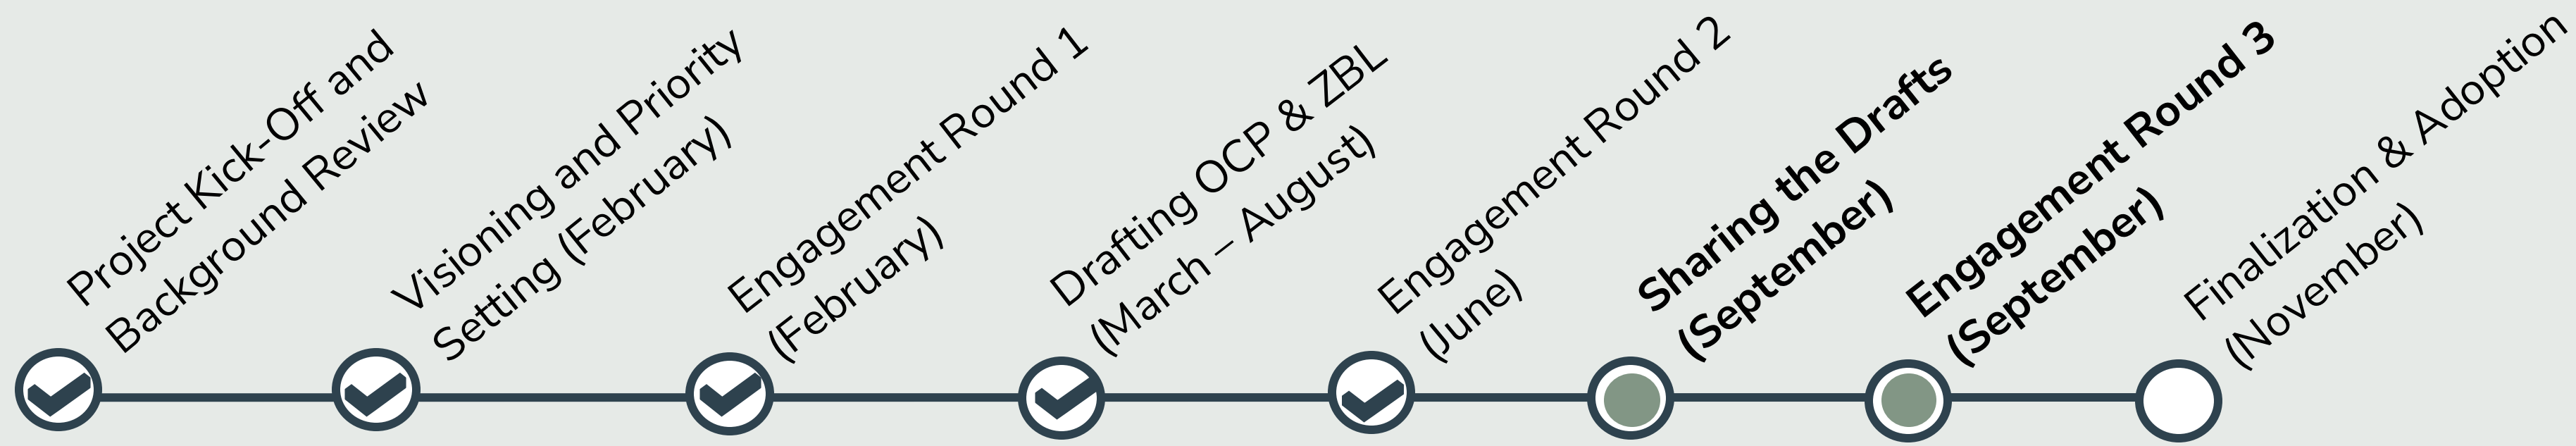 Project Kick-Off and
Background Review
Visioning and Priority
Setting (February)
Engagement Round 1
(February)
Drafting OCP & ZBL
(March – August)
Engagement Round 2
(June)
Sharing the Drafts
(September)
Engagement Round 3
(September)
Finalization & Adoption
(November)